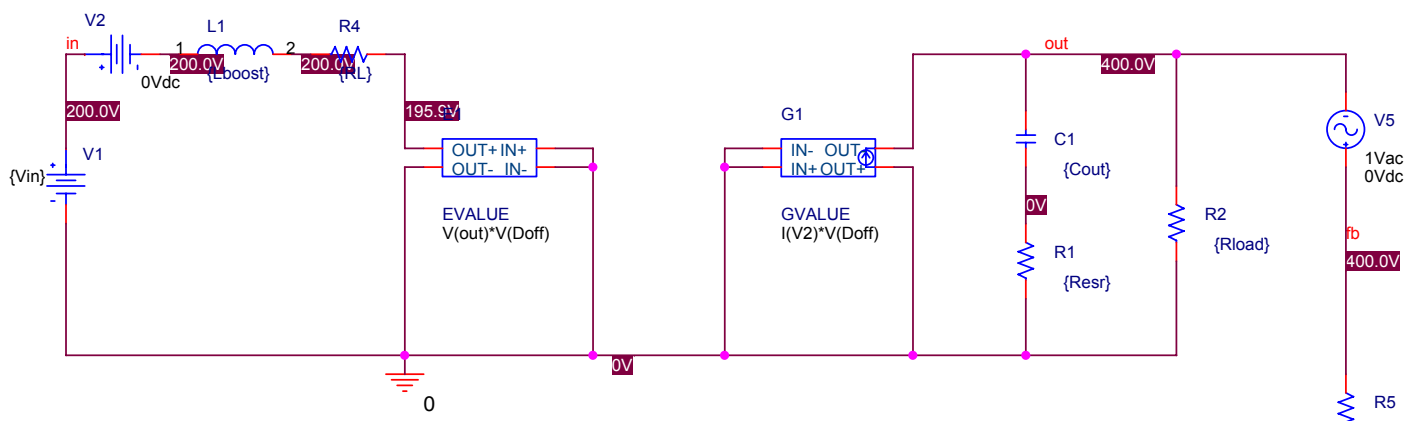 V2
in
0Vdc
L1
1
2
200.0V
{Lboost}
R4
200.0V
{RL}
200.0V
V1
{Vin}
195.9V
E1
OUT+ IN+
OUT- IN-
EVALUE
V(out)*V(Doff)
0
0V
G1
IN- OUT-
IN+ OUT+
GVALUE
I(V2)*V(Doff)
out
400.0V
C1
{Cout}
0V
R1
{Resr}
R2
{Rload}
V5
1Vac
0Vdc
fb
400.0V
R5